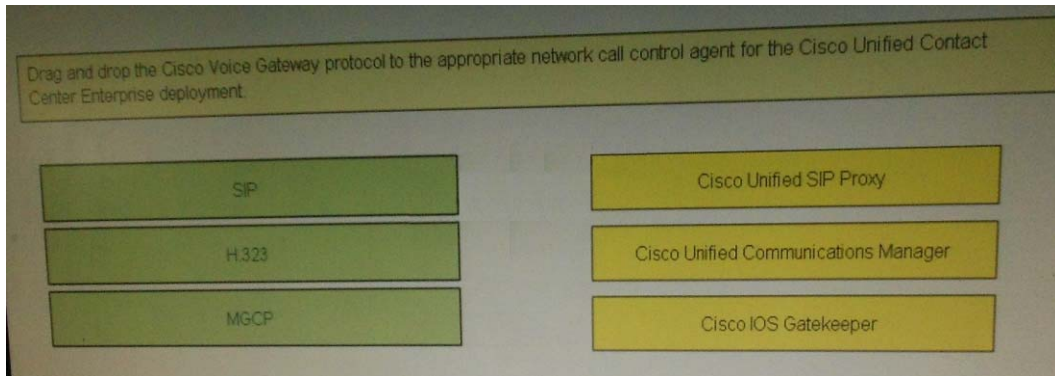 Drag and drop the Cisco Voice Gateway protocol to the appropriate network call control agent for the Cisco Unified Contact
Center Enterprise deployment.
SIP
Cisco Unified SIP Proxy
H.323
Cisco Unified Communications Manager
MGCP
Cisco IOS Gatekeeper